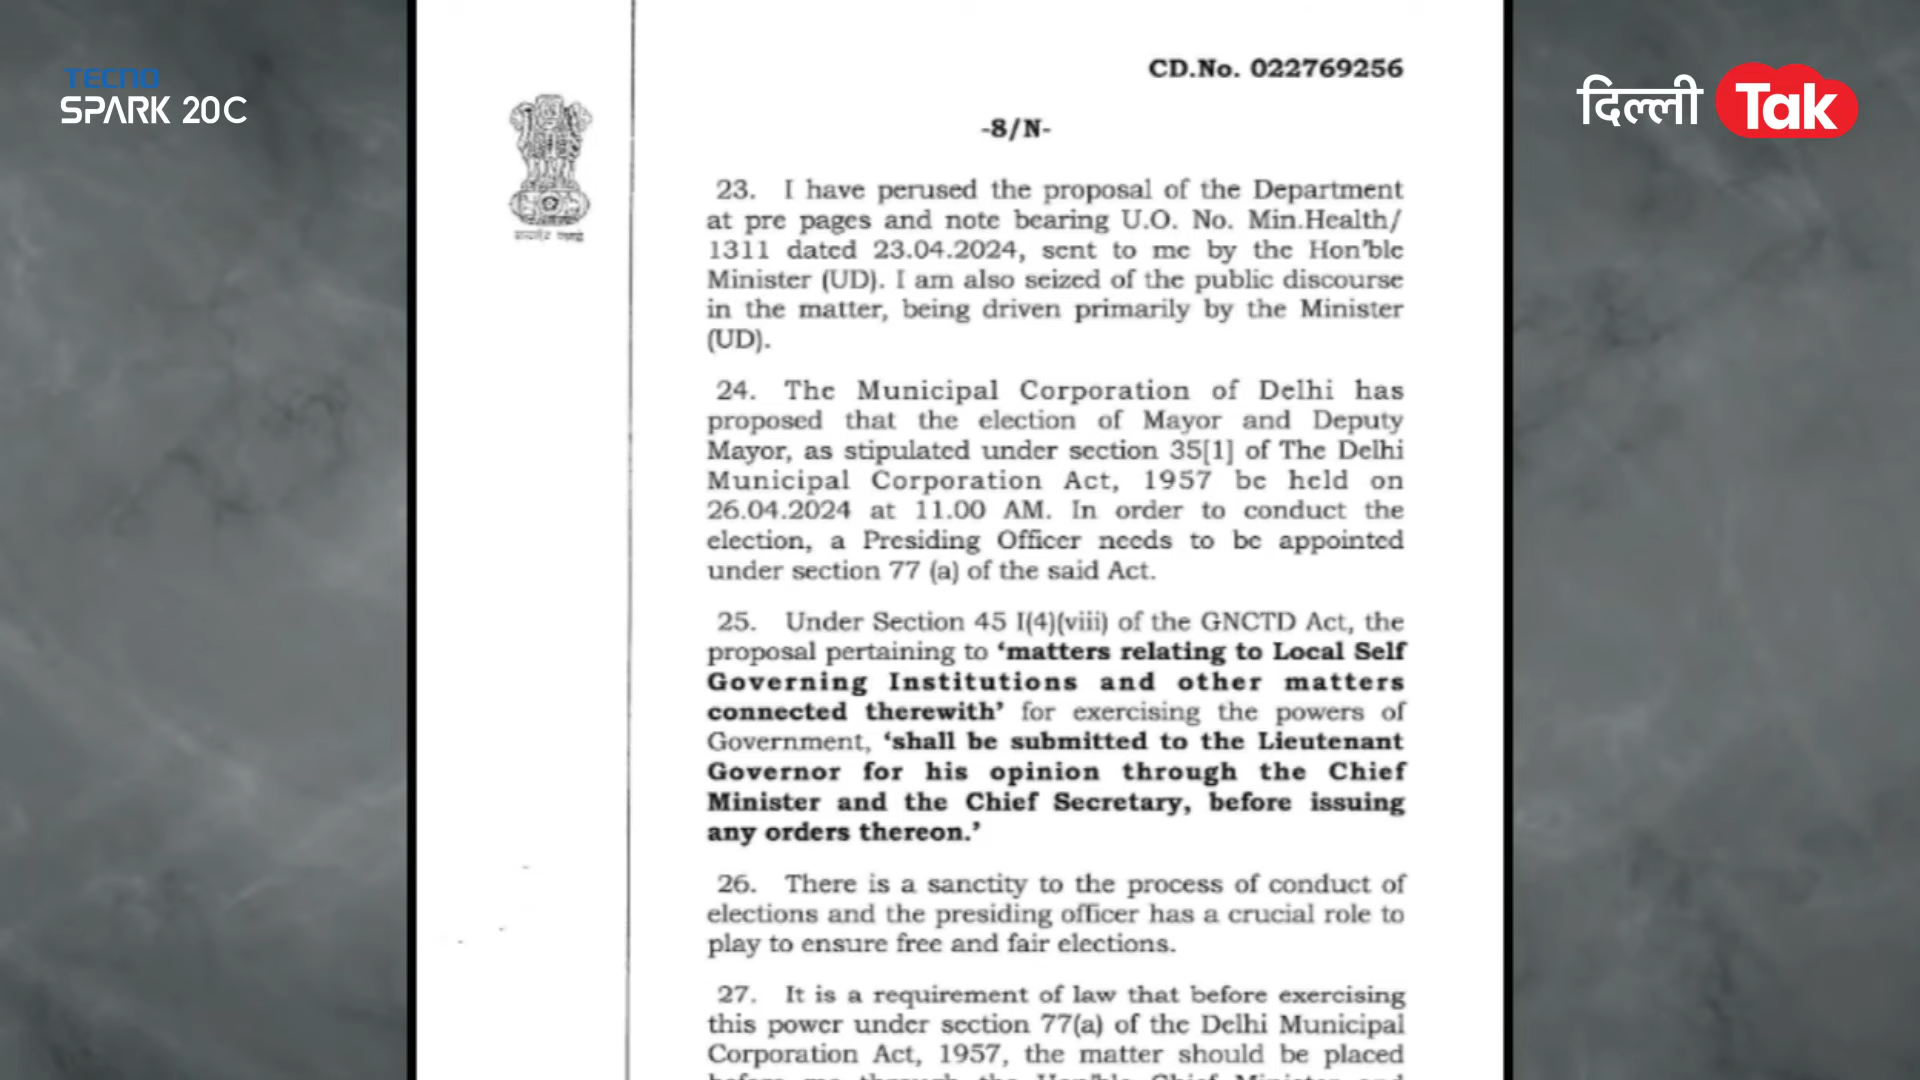 TECNO
SPARK 20C
दिल्ली Tak
CD.No. 022769256
-8/N-
23. I have perused the proposal of the Department
at pre pages and note bearing U.O. No. Min.Health/
1311 dated 23.04.2024, sent to me by the Hon'ble
Minister (UD). I am also seized of the public discourse
in the matter, being driven primarily by the Minister
(UD).
24. The Municipal Corporation of Delhi has
proposed that the election of Mayor and Deputy
Mayor, as stipulated under section 35[1] of The Delhi
Municipal Corporation Act, 1957 be held on
26.04.2024 at 11.00 AM. In order to conduct the
election, a Presiding Officer needs to be appointed
under section 77 (a) of the said Act.
25. Under Section 45 I(4)(viii) of the GNCTD Act, the
proposal pertaining to ‘matters relating to Local Self
Governing Institutions and other matters
connected therewith’ for exercising the powers of
Government, ‘shall be submitted to the Lieutenant
Governor for his opinion through the Chief
Minister and the Chief Secretary, before issuing
any orders thereon.’
26. There is a sanctity to the process of conduct of
elections and the presiding officer has a crucial role to
play to ensure free and fair elections.
27. It is a requirement of law that before exercising
this power under section 77(a) of the Delhi Municipal
Corporation Act, 1957, the matter should be placed